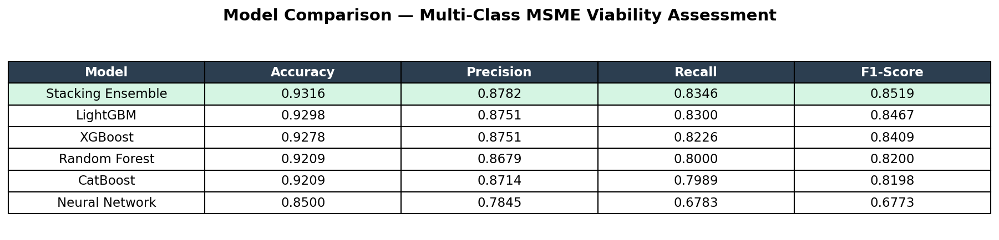 Model Comparison — Multi-Class MSME Viability Assessment
Model Accuracy Precision Recall F1-Score
Stacking Ensemble 0.9316 0.8782 0.8346 0.8519
LightGBM 0.9298 0.8751 0.8300 0.8467
XGBoost 0.9278 0.8751 0.8226 0.8409
Random Forest 0.9209 0.8679 0.8000 0.8200
CatBoost 0.9209 0.8714 0.7989 0.8198
Neural Network 0.8500 0.7845 0.6783 0.6773